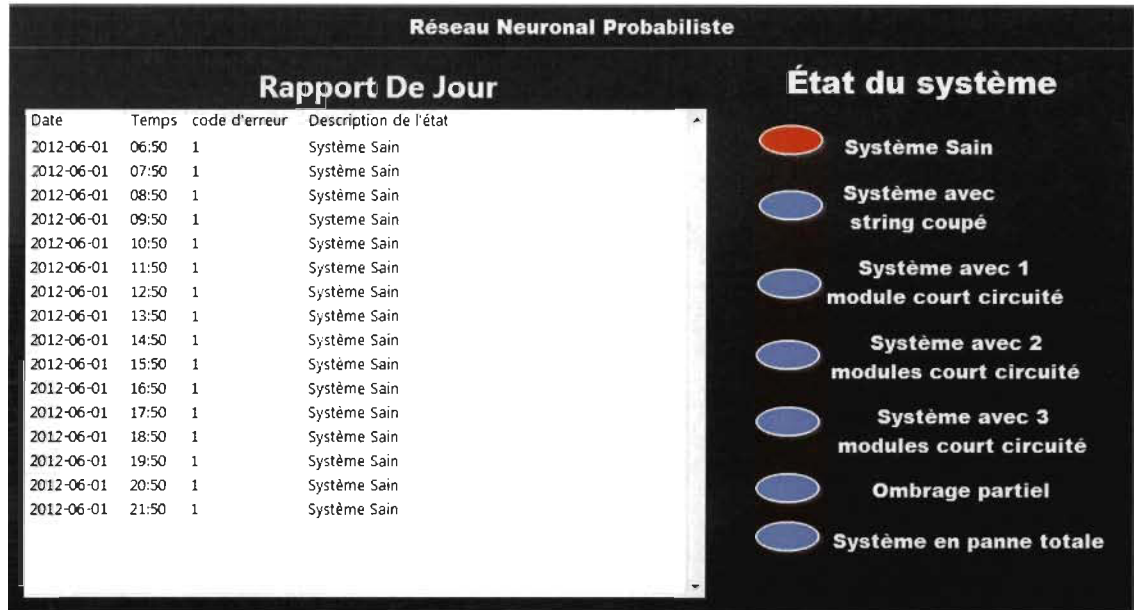 Réseau Neuronal Probabiliste
Rapport De Jour
Date Temps code d'erreur Description de l'état
2012-06-01 06:50 1 Système Sain
2012-06-01 07:50 1 Système Sain
2012-06-01 08:50 1 Système Sain
2012-06-01 09:50 1 Système Sain
2012-06-01 10:50 1 Système Sain
2012-06-01 11:50 1 Système Sain
2012-06-01 12:50 1 Système Sain
2012-06-01 13:50 1 Système Sain
2012-06-01 14:50 1 Système Sain
2012-06-01 15:50 1 Système Sain
2012-06-01 16:50 1 Système Sain
2012-06-01 17:50 1 Système Sain
2012-06-01 18:50 1 Système Sain
2012-06-01 19:50 1 Système Sain
2012-06-01 20:50 1 Système Sain
2012-06-01 21:50 1 Système Sain
État du système
Système Sain
Système avec
string coupé
Système avec 1
module court circuité
Système avec 2
modules court circuité
Système avec 3
modules court circuité
Ombrage partiel
Système en panne totale